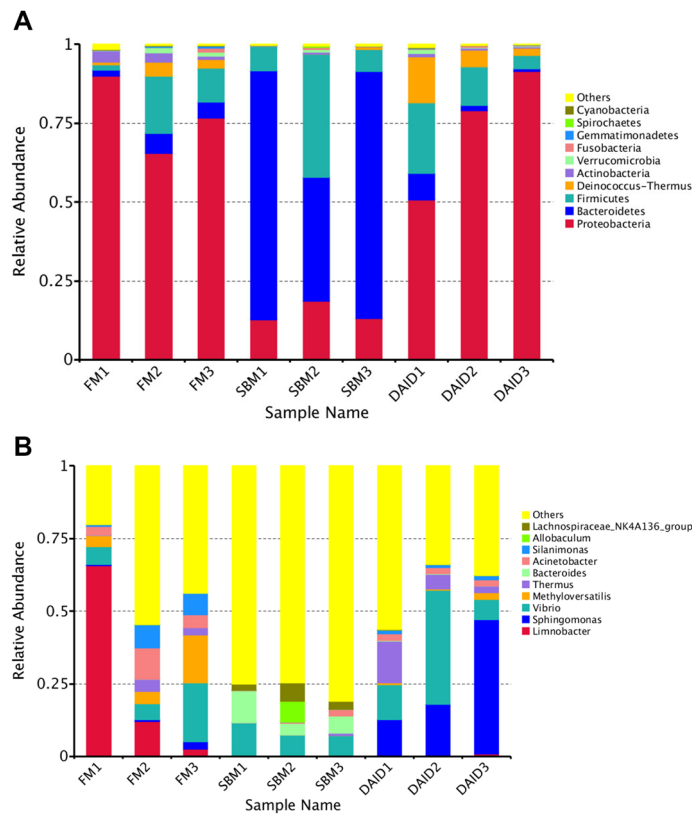 A
Relative Abundance
1
0.75
0.5
0.25
0
FM1
FM2
FM3
SBM1
SBM2
SBM3
DAID1
DAID2
DAID3
Sample Name
Others
Cyanobacteria
Spirochaetes
Gemmatimonadetes
Fusobacteria
Verrucomicrobia
Actinobacteria
Deinococcus-Thermus
Firmicutes
Bacteroidetes
Proteobacteria
B
Relative Abundance
1
0.75
0.5
0.25
0
FM1
FM2
FM3
SBM1
SBM2
SBM3
DAID1
DAID2
DAID3
Sample Name
Others
Lachnospiraceae_NK4A136_group
Allobaculum
Silanimonas
Acinetobacter
Bacteroides
Thermus
Methyloversatilis
Vibrio
Sphingomonas
Limnobacter